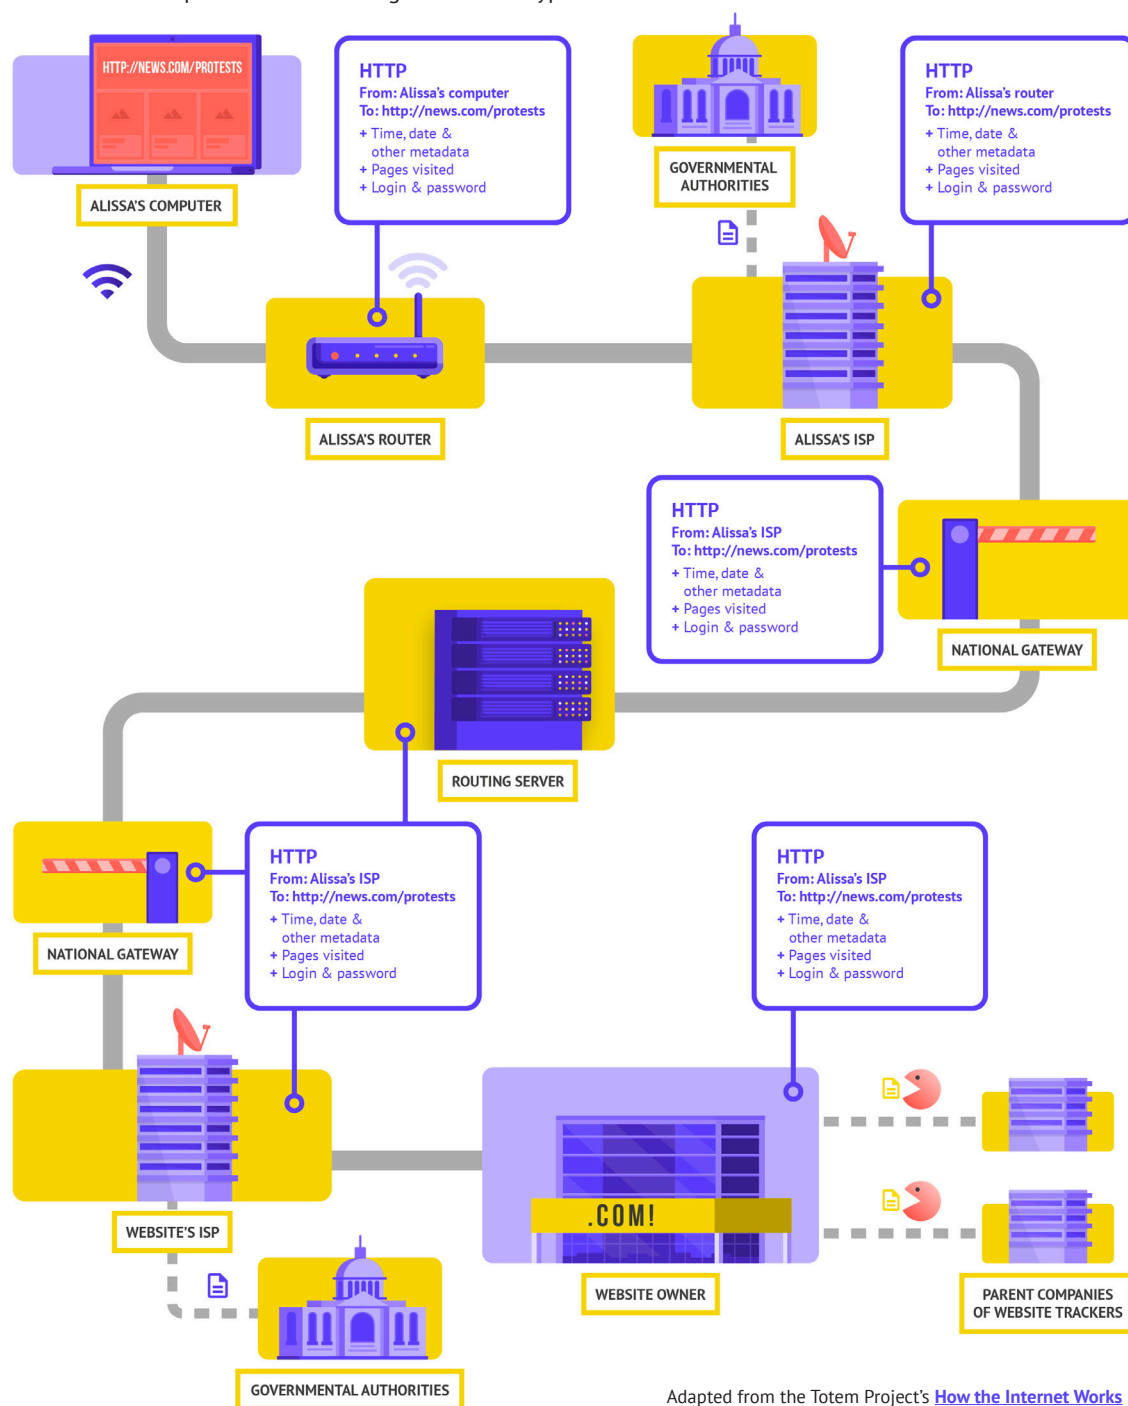 HTTP://NEWS.COM/PROTESTS
ALISSA'S COMPUTER
HTTP
From: Alissa's computer
To: http://news.com/protests
+ Time, date &
other metadata
+ Pages visited
+ Login & password
GOVERNMENTAL
AUTHORITIES
HTTP
From: Alissa's router
To: http://news.com/protests
+ Time, date &
other metadata
+ Pages visited
+ Login & password
ALISSA'S ROUTER
ALISSA'S ISP
HTTP
From: Alissa's ISP
To: http://news.com/protests
+ Time, date &
other metadata
+ Pages visited
+ Login & password
NATIONAL GATEWAY
ROUTING SERVER
NATIONAL GATEWAY
HTTP
From: Alissa's ISP
To: http://news.com/protests
+ Time, date &
other metadata
+ Pages visited
+ Login & password
HTTP
From: Alissa's ISP
To: http://news.com/protests
+ Time, date &
other metadata
+ Pages visited
+ Login & password
WEBSITE'S ISP
.COM!
WEBSITE OWNER
PARENT COMPANIES
OF WEBSITE TRACKERS
GOVERNMENTAL AUTHORITIES
Adapted from the Totem Project's How the Internet Works